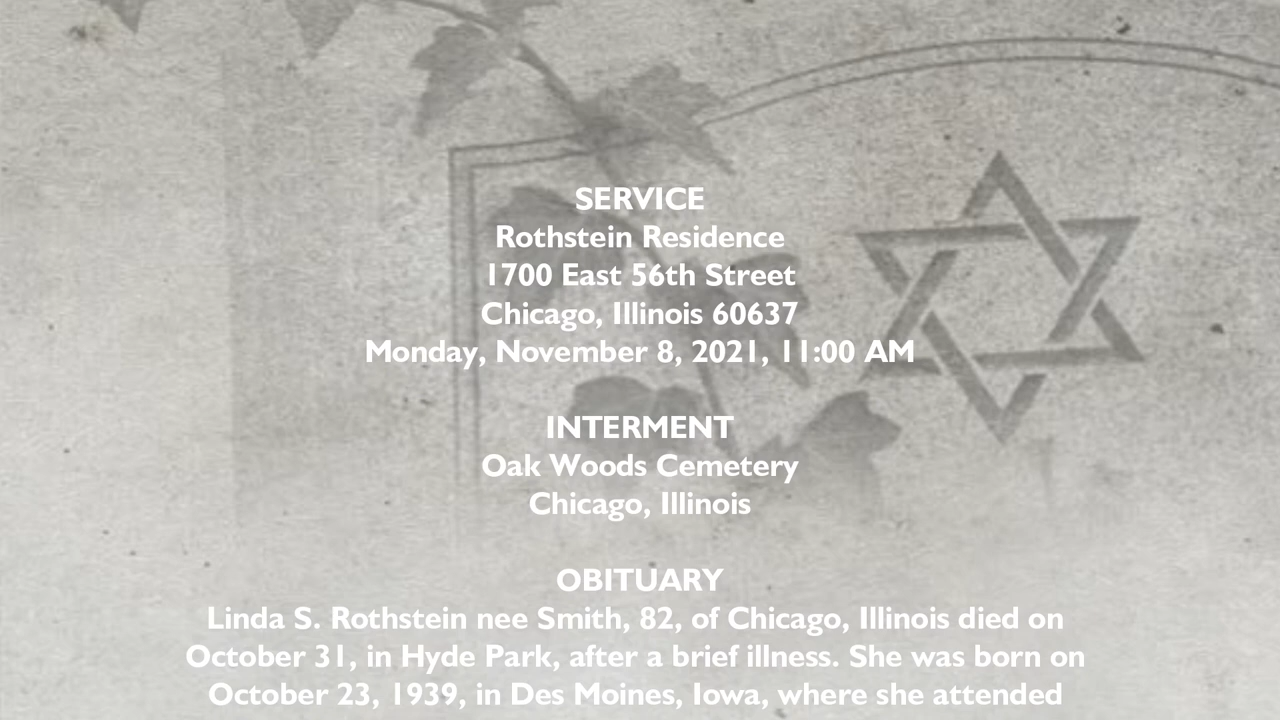 SERVICE
Rothstein Residence
1700 East 56th Street
Chicago, Illinois 60637
Monday, November 8, 2021, 11:00 AM
INTERMENT
Oak Woods Cemetery
Chicago, Illinois
OBITUARY
Linda S. Rothstein nee Smith, 82, of Chicago, Illinois died on
October 31, in Hyde Park, after a brief illness. She was born on
October 23, 1939, in Des Moines, Iowa, where she attended